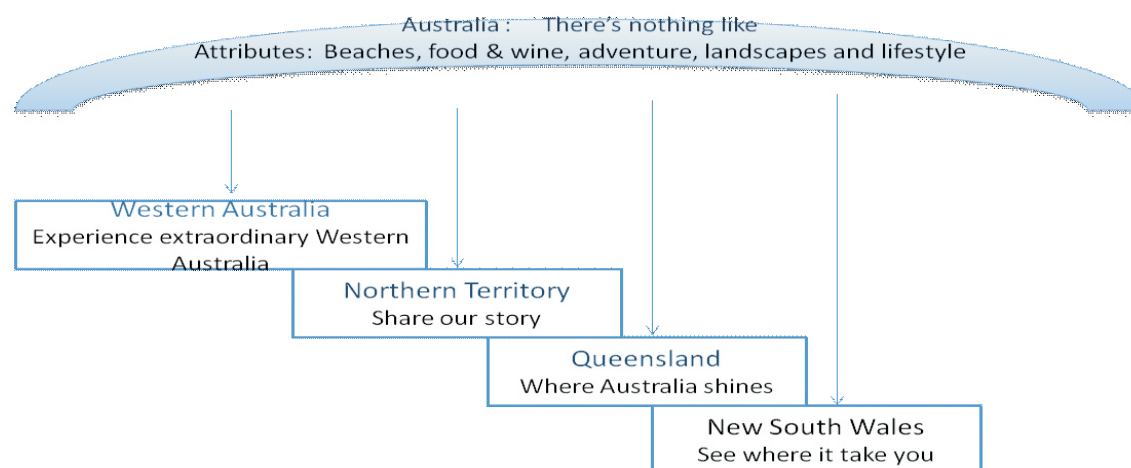 Australia : There’s nothing like
Attributes: Beaches, food & wine, adventure, landscapes and lifestyle
Western Australia
Experience extraordinary Western
Australia
Northern Territory
Share our story
Queensland
Where Australia shines
New South Wales
See where it take you